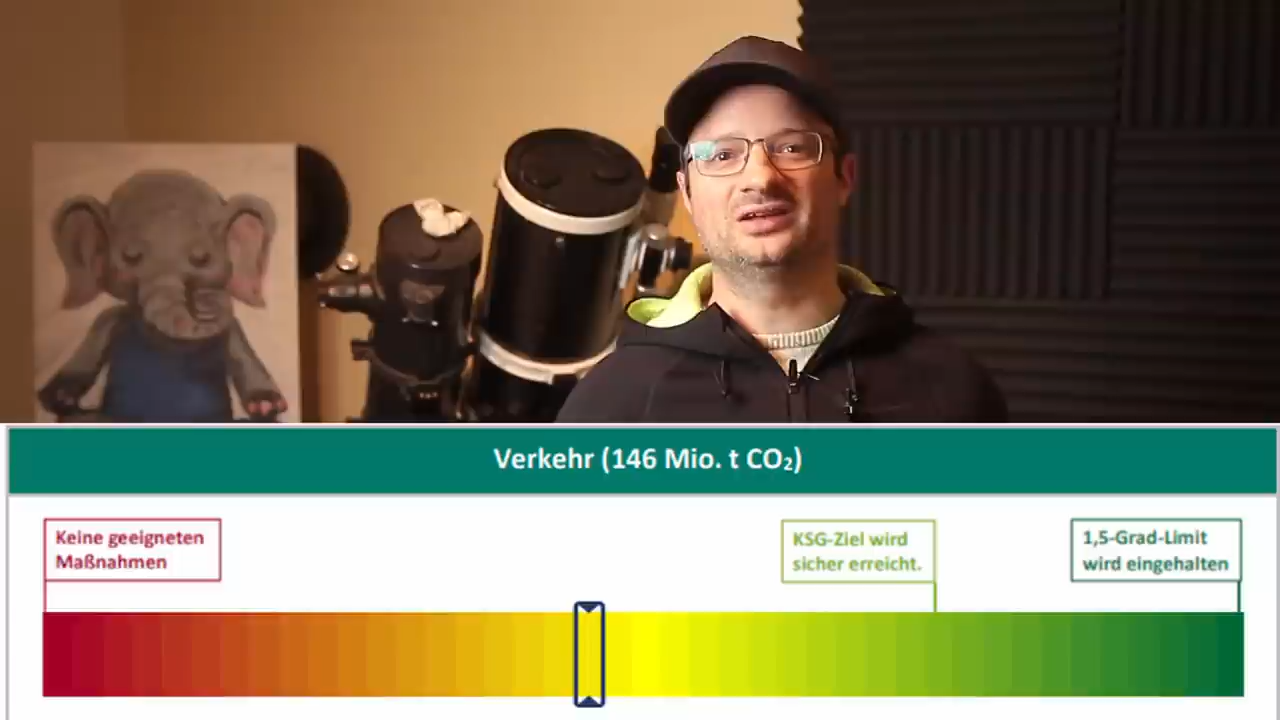 Verkehr (146 Mio. t CO₂)
Keine geeigneten
Maßnahmen
KSG-Ziel wird
sicher erreicht.
1,5-Grad-Limit
wird eingehalten